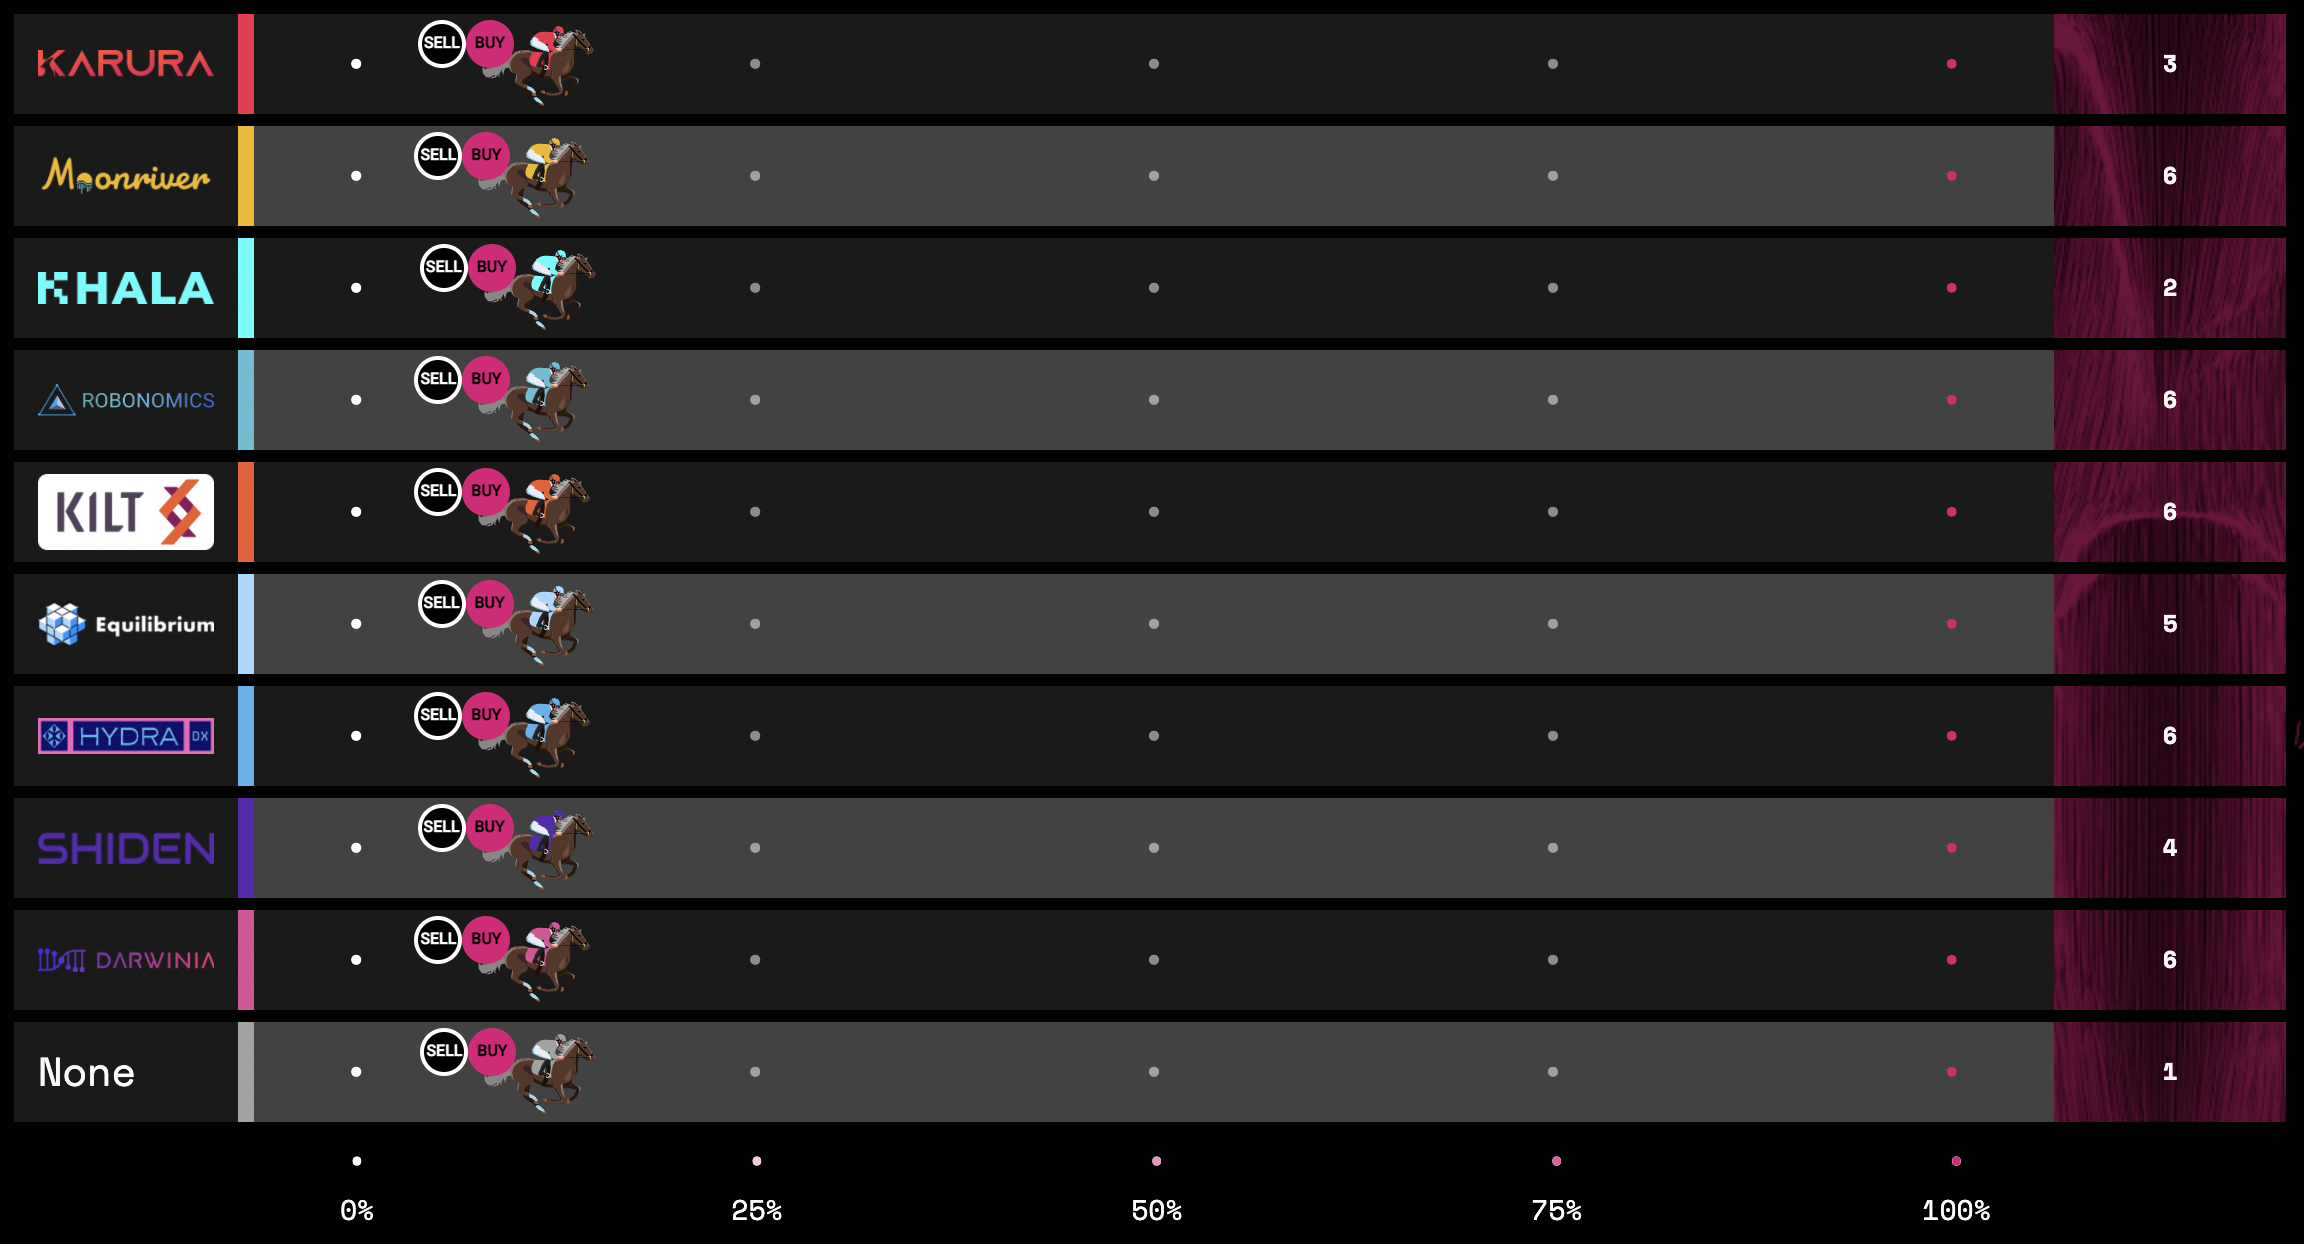 KARURA SELL BUY 3
Moonriver SELL BUY 6
KHALA SELL BUY 2
ROBONOMICS SELL BUY 6
KILT SELL BUY 6
Equilibrium SELL BUY 5
HYDRA DX SELL BUY 6
SHIDEN SELL BUY 4
DARWINIA SELL BUY 6
None SELL BUY 1
0% 25% 50% 75% 100%